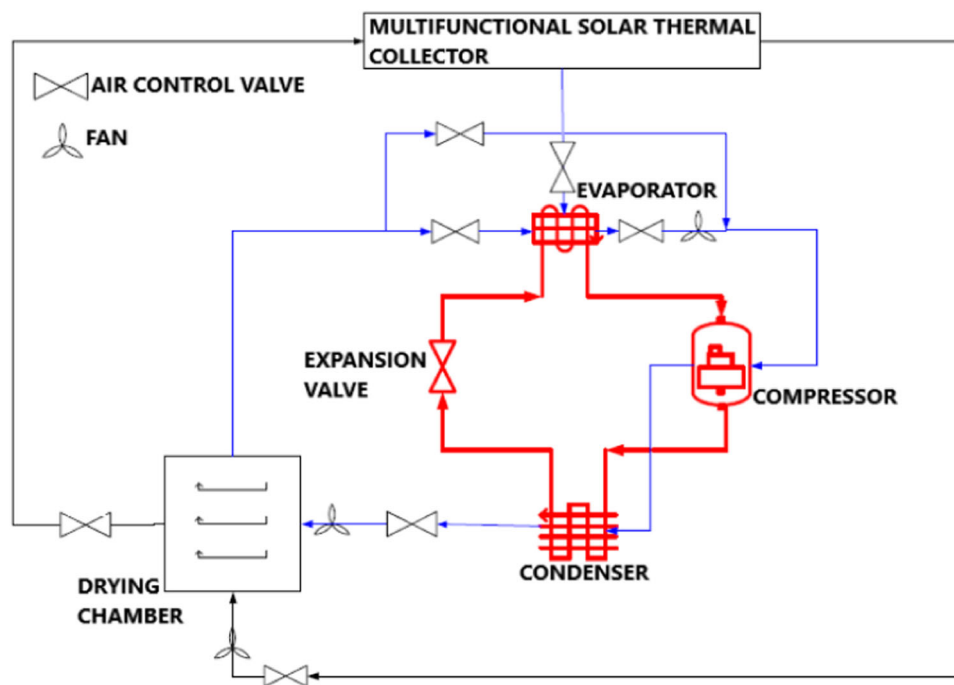 MULTIFUNCTIONAL SOLAR THERMAL
COLLECTOR
AIR CONTROL VALVE
FAN
EVAPORATOR
EXPANSION
VALVE
COMPRESSOR
CONDENSER
DRYING
CHAMBER